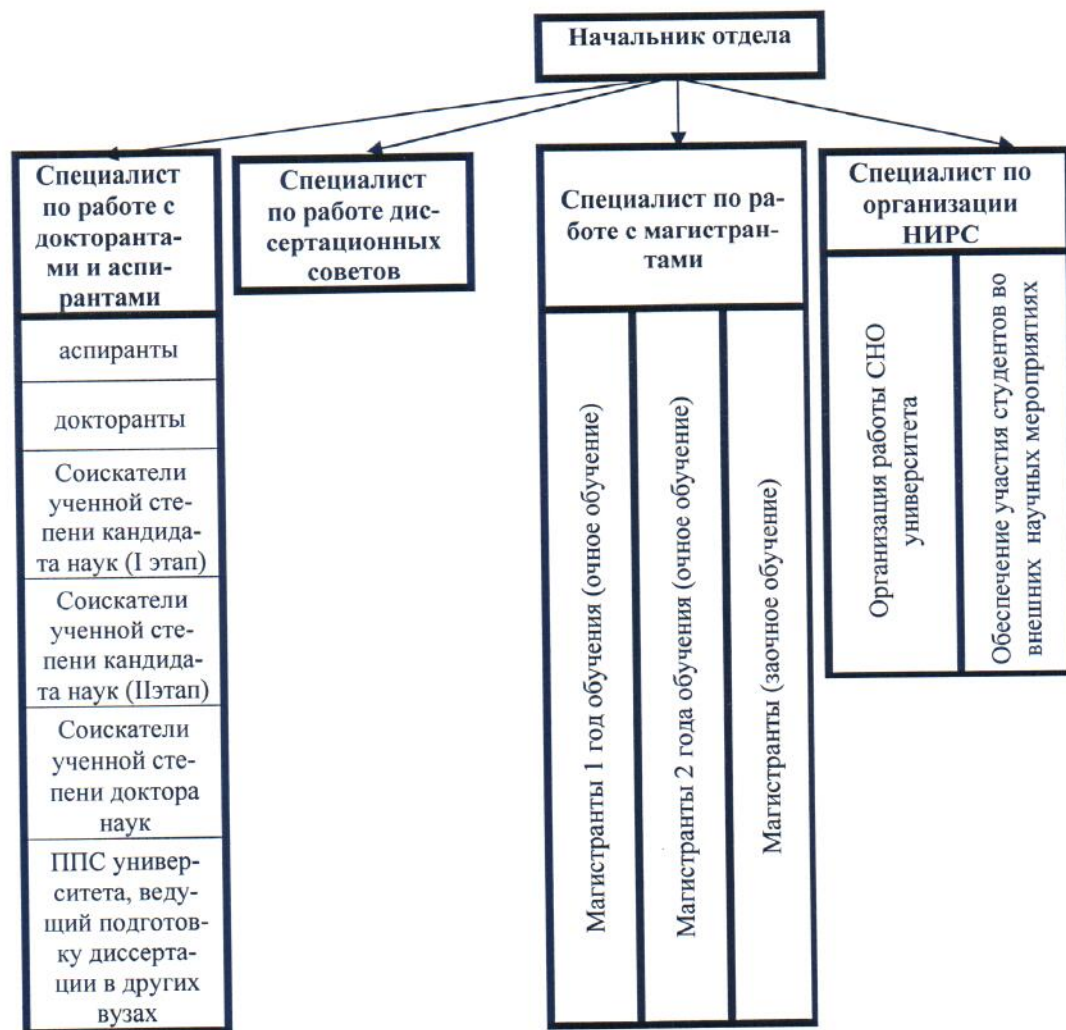 Начальник отдела
Специалист
по работе с
докторанта-
ми и аспи-
рантами
аспиранты
докторанты
Соискатели
ученной сте-
пени кандида-
та наук (I этап)
Соискатели
ученной сте-
пени кандида-
та наук (IIэтап)
Соискатели
ученной сте-
пени доктора
наук
ППС универ-
ситета, веду-
щий подготов-
ку диссерта-
ции в других
вузах
Специалист
по работе дис-
сертационных
советов
Специалист по ра-
боте с магистран-
тами
Магистранты 1 год обучения (очное обучение)
Магистранты 2 года обучения (очное обучение)
Магистранты (заочное обучение)
Специалист по
организации
НИРС
Организация работы СНО
университета
Обеспечение участия студентов во
внешних научных мероприятиях